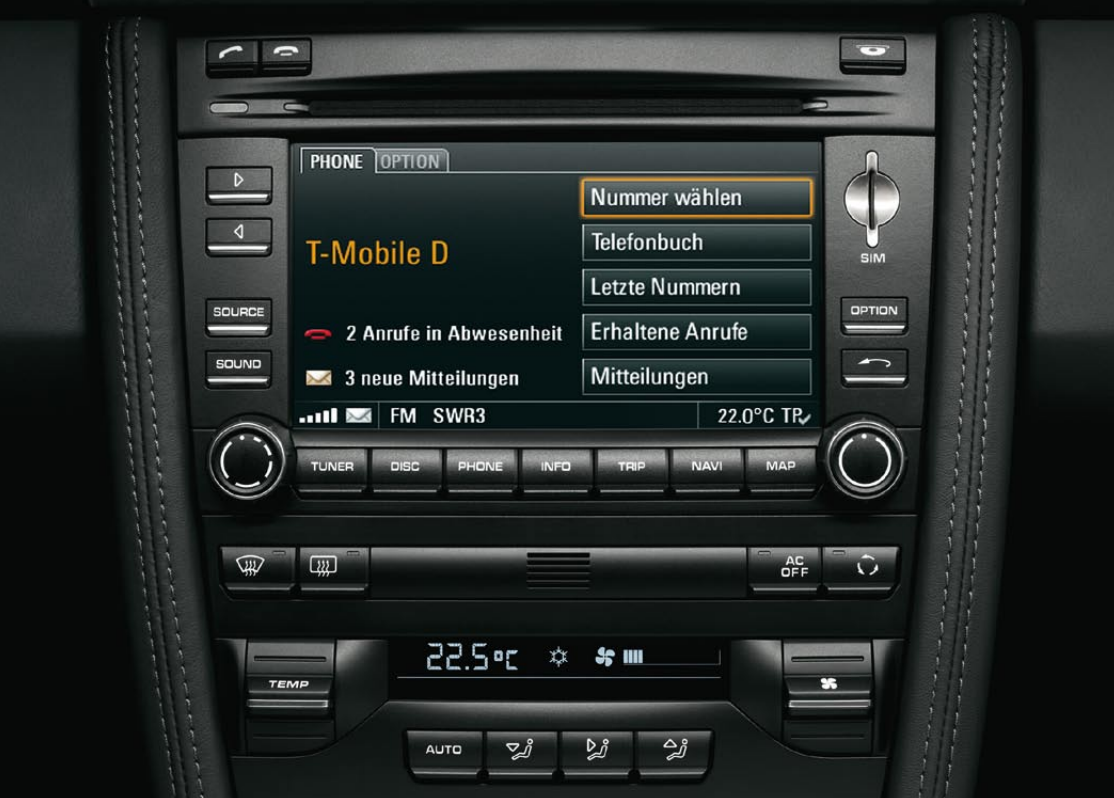 PHONE OPTION
Nummer wählen
T-Mobile D
Telefonbuch
Letzte Nummern
2 Anrufe in Abwesenheit
Erhaltene Anrufe
3 neue Mitteilungen
Mitteilungen
FM SWR3 22.0°C TP
SIM
SOURCE
OPTION
SOUND
TUNER DISC PHONE INFO TRIP NAVI MAP
AC
OFF
22.5°C
TEMP
AUTO